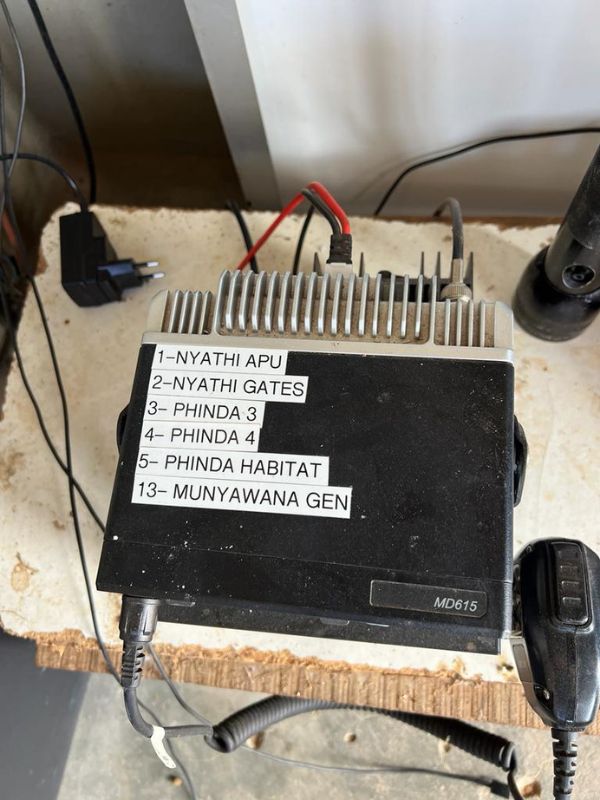 1-NYATHI APU
2-NYATHI GATES
3- PHINDA 3
4- PHINDA 4
5- PHINDA HABITAT
13- MUNYAWANA GEN
MD615